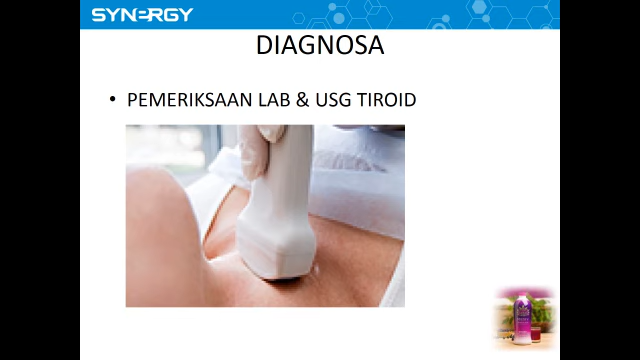 SYNERGY
DIAGNOSA
• PEMERIKSAAN LAB & USG TIROID